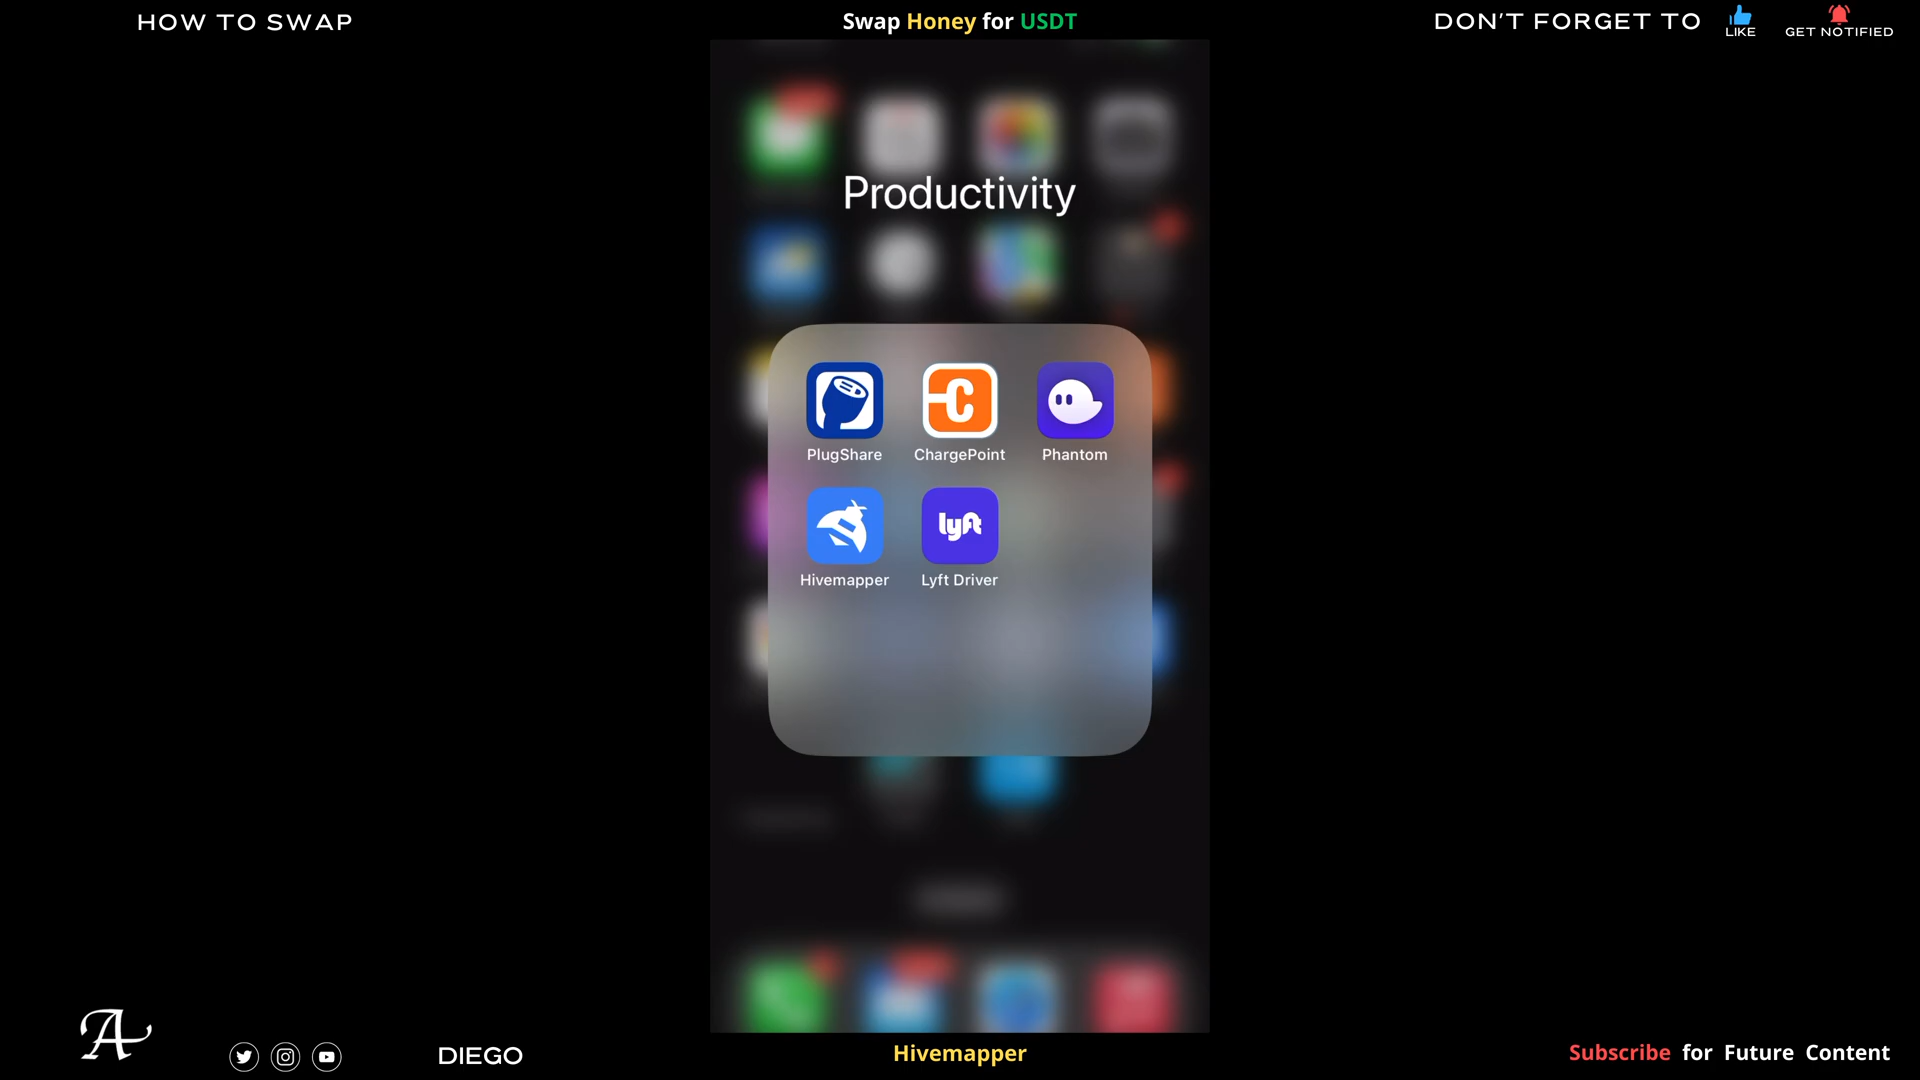 HOW TO SWAP
Swap Honey for USDT
DON'T FORGET TO
LIKE
GET NOTIFIED
Productivity
PlugShare
ChargePoint
Phantom
lyft
Hivemapper
Lyft Driver
A
DIEGO
Hivemapper
Subscribe for Future Content